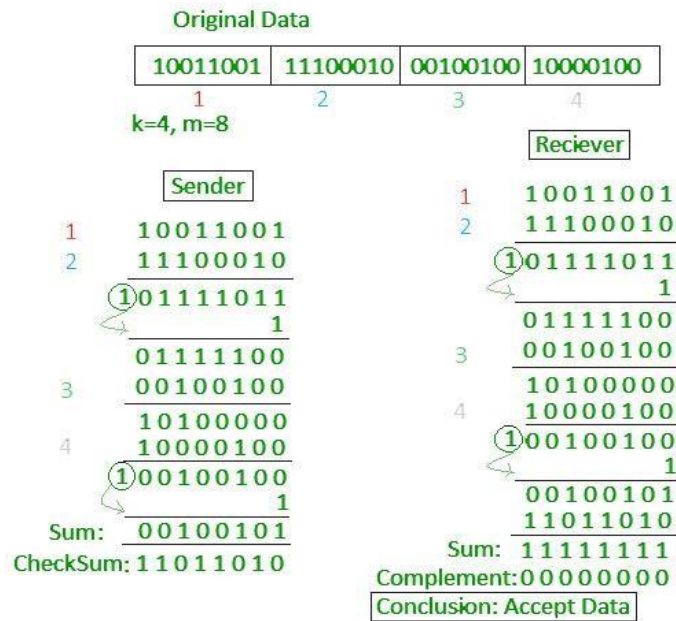 Original Data
10011001 11100010 00100100 10000100
1 2 3 4
k=4, m=8
Sender
1 10011001
2 11100010
1 01111011
1
01111100
3 00100100
10100000
4 10000100
1 00100100
1
Sum: 00100101
CheckSum: 11011010
Reciever
1 10011001
2 11100010
1 01111011
1
01111100
3 00100100
10100000
4 10000100
1 00100100
1
00100101
11011010
Sum: 11111111
Complement: 00000000
Conclusion: Accept Data